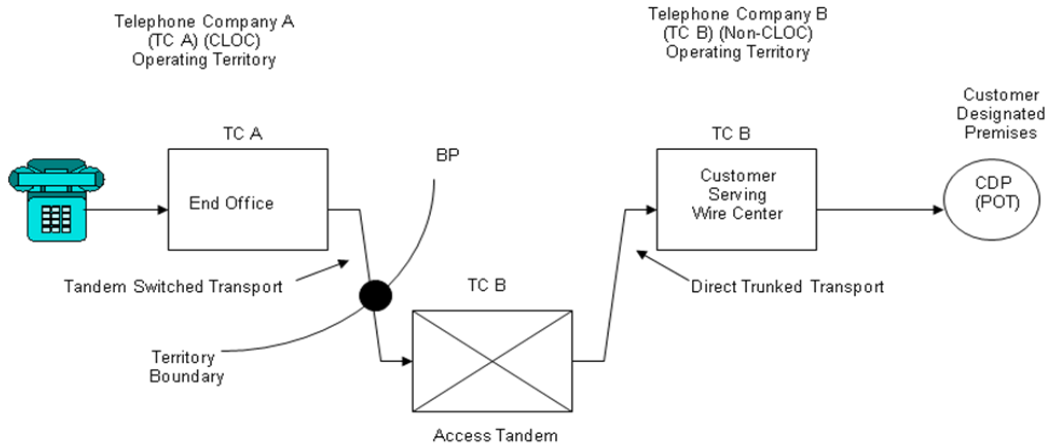 Telephone Company A
(TC A) (CLOC)
Operating Territory
Telephone Company B
(TC B) (Non-CLOC)
Operating Territory
Customer
Designated
Premises
TC A
BP
TC B
End Office
Customer
Serving
Wire Center
CDP
(POT)
Tandem Switched Transport
TC B
Direct Trunked Transport
Territory
Boundary
Access Tandem